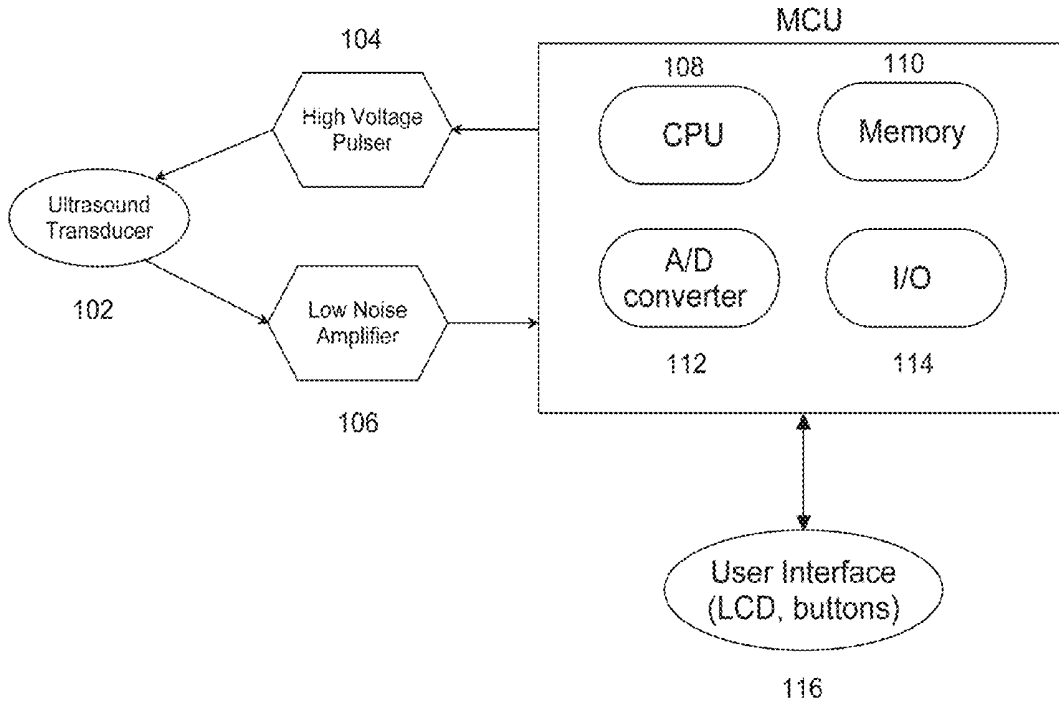 MCU
104
108
110
High Voltage
Pulser
CPU
Memory
Ultrasound
Transducer
102
Low Noise
Amplifier
106
A/D
converter
I/O
112
114
User Interface
(LCD, buttons)
116